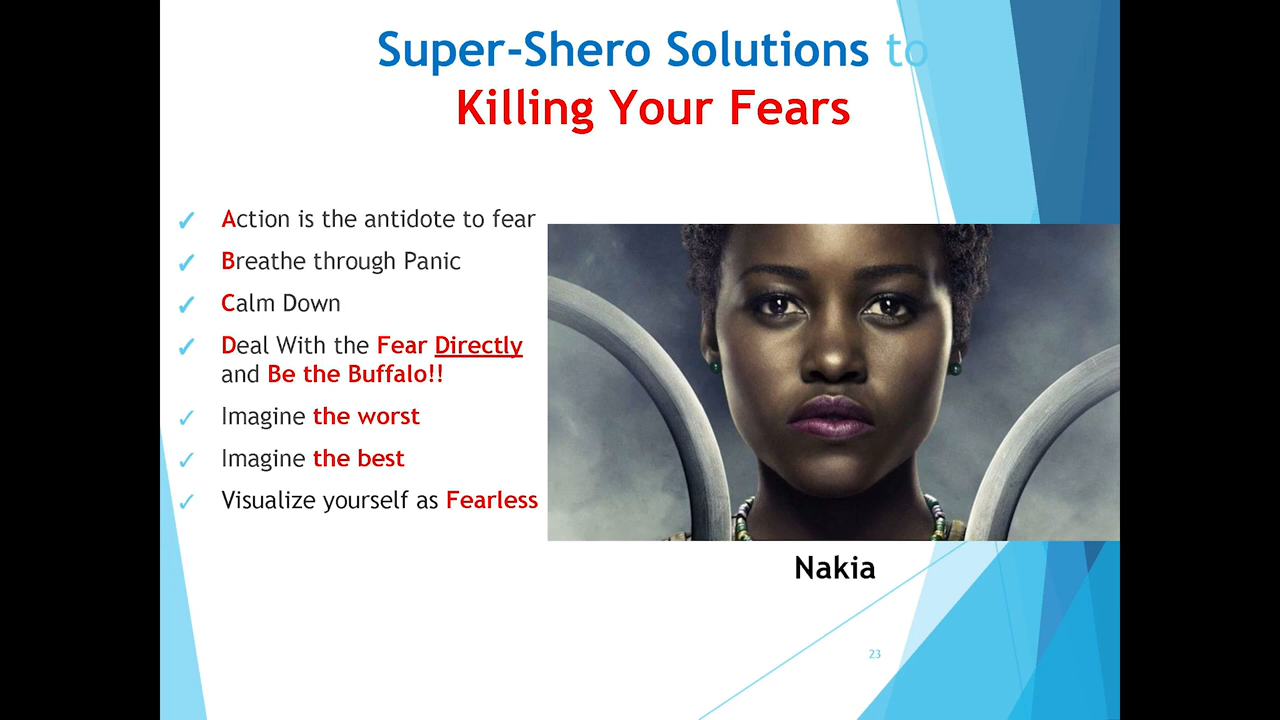 Super-Shero Solutions to
Killing Your Fears
✓ Action is the antidote to fear
✓ Breathe through Panic
✓ Calm Down
✓ Deal With the Fear Directly
and Be the Buffalo!!
✓ Imagine the worst
✓ Imagine the best
✓ Visualize yourself as Fearless
Nakia
23